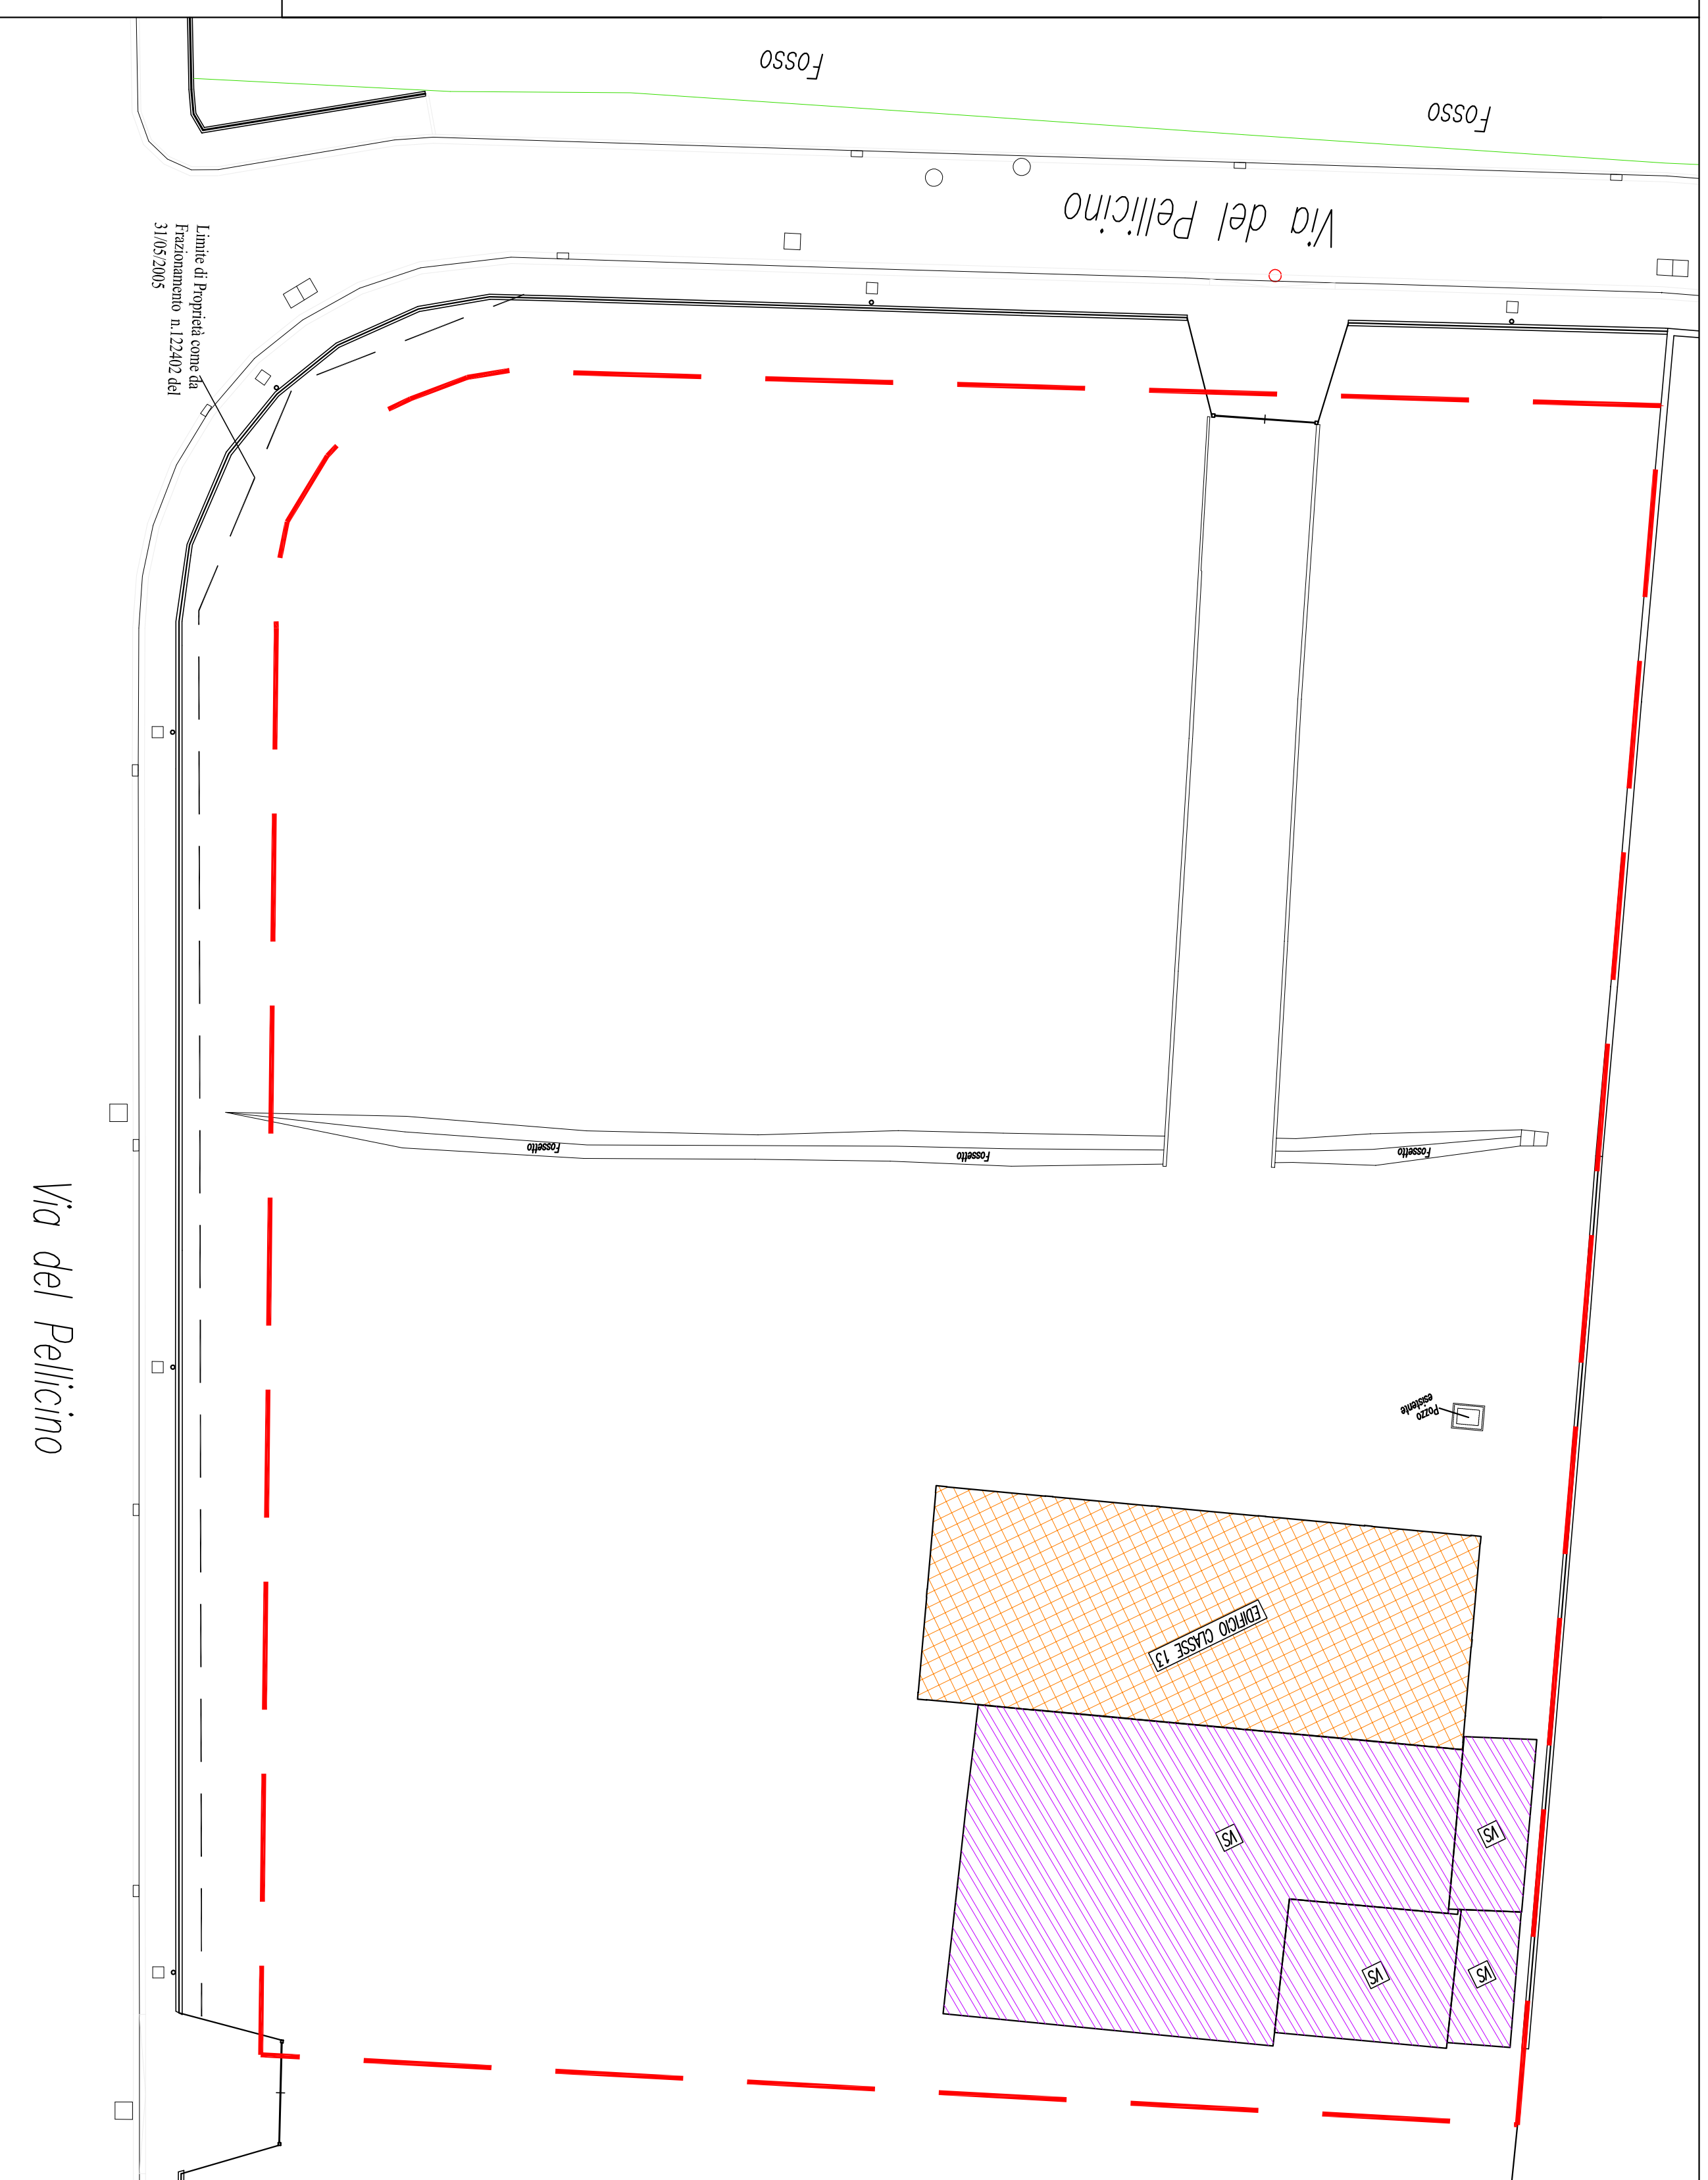 Fosso
Fosso
Via del Pellicino
Limite di Proprietà come da
Frazionamento n.122402 del
31/05/2005
Fossetto
Fossetto
Fossetto
Via del Pellicino
Pozzo
esistente
EDIFICIO CLASSE 13
VS
VS
VS
VS